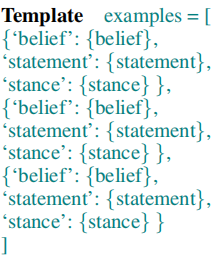 Template examples = [
{‘belief’: {belief},
‘statement’: {statement},
‘stance’: {stance} },
{‘belief’: {belief},
‘statement’: {statement},
‘stance’: {stance} },
{‘belief’: {belief},
‘statement’: {statement},
‘stance’: {stance} }
]